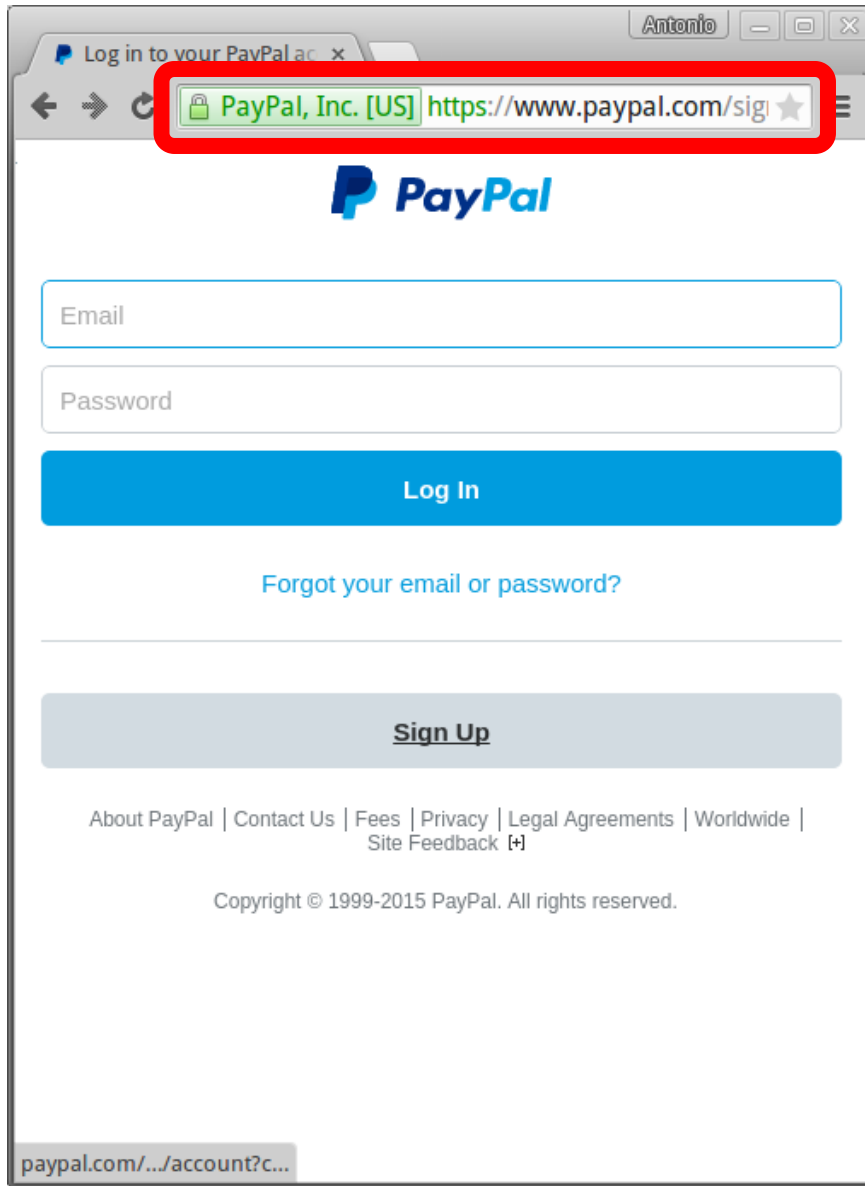 Antonio
Log in to your PayPal ac
PayPal, Inc. [US] https://www.paypal.com/sig
PayPal
Email
Password
Log In
Forgot your email or password?
Sign Up
About PayPal | Contact Us | Fees | Privacy | Legal Agreements | Worldwide |
Site Feedback [+]
Copyright © 1999-2015 PayPal. All rights reserved.
paypal.com/.../account?c...